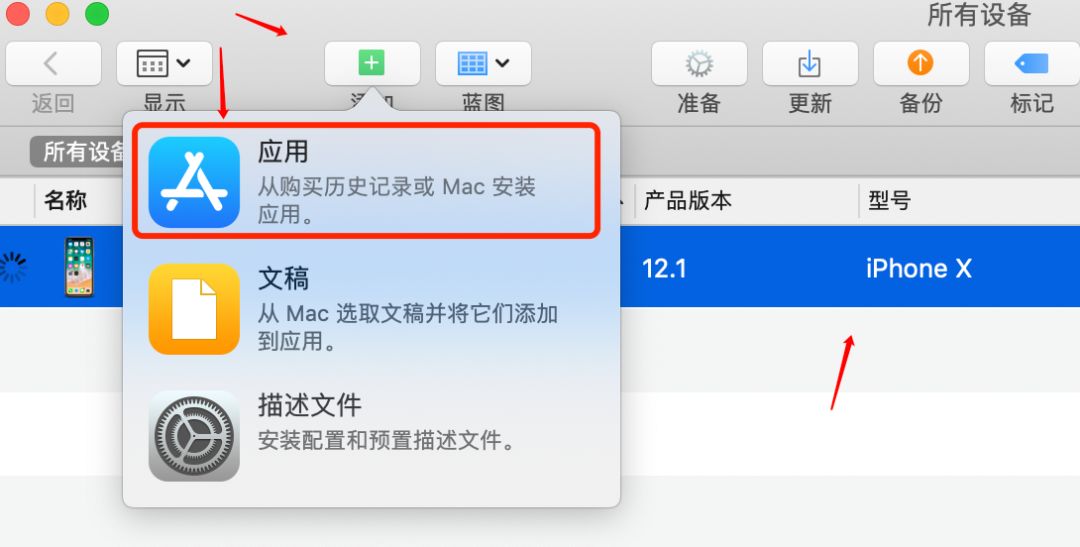 所有设备
返回
显示
添加
蓝图
准备
更新
备份
标记
所有设备
名称
产品版本
型号
12.1
iPhone X
应用
从购买历史记录或 Mac 安装
应用。
文稿
从 Mac 选取文稿并将它们添加
到应用。
描述文件
安装配置和预置描述文件。